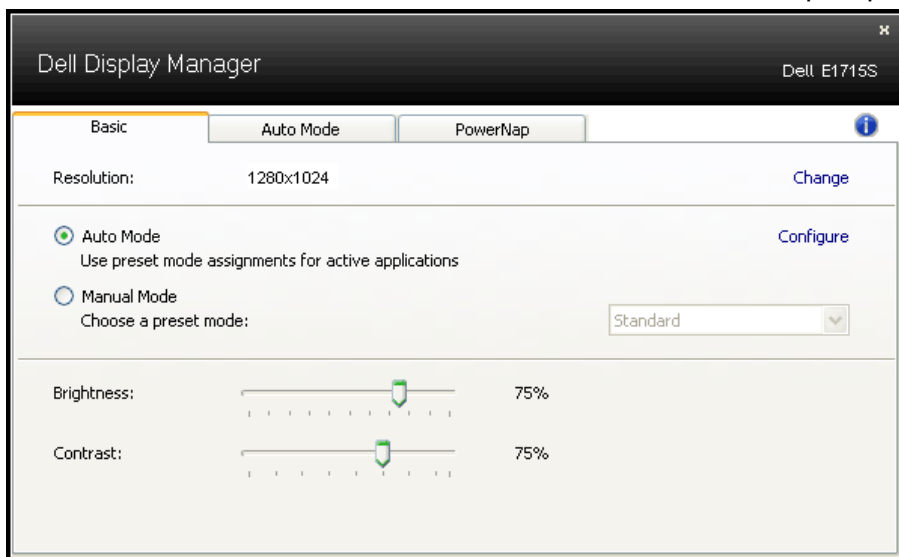 Dell Display Manager
Dell E1715S
Basic
Auto Mode
PowerNap
Resolution:
1280x1024
Change
Auto Mode
Configure
Use preset mode assignments for active applications
Manual Mode
Choose a preset mode:
Standard
Brightness:
75%
Contrast:
75%